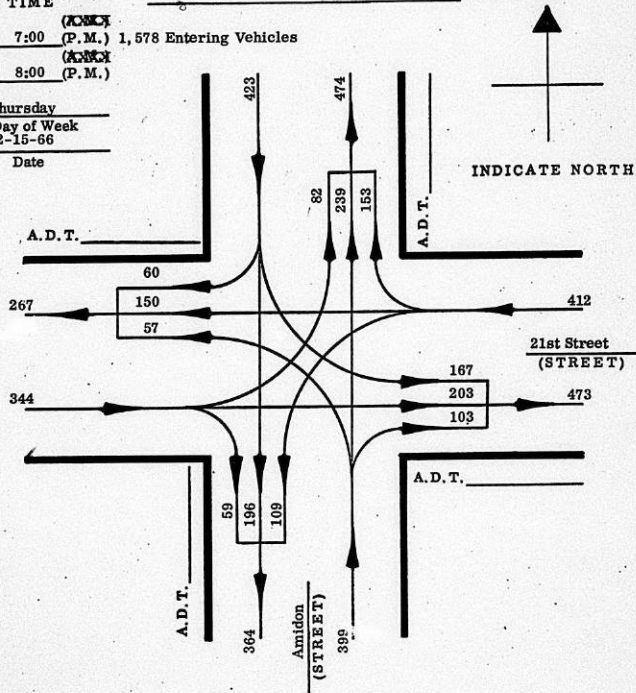 TIME
(A.M.)
7:00 (P.M.) 1,578 Entering Vehicles
(A.M.)
8:00 (P.M.)
hursday
Day of Week
2-15-66
Date
INDICATE NORTH
423
474
A.D.T.
A.D.T.
82
239
153
60
267
150
412
57
21st Street
(STREET)
167
344
203
473
103
A.D.T.
59
196
109
A.D.T.
364
Amidon
(STREET)
399